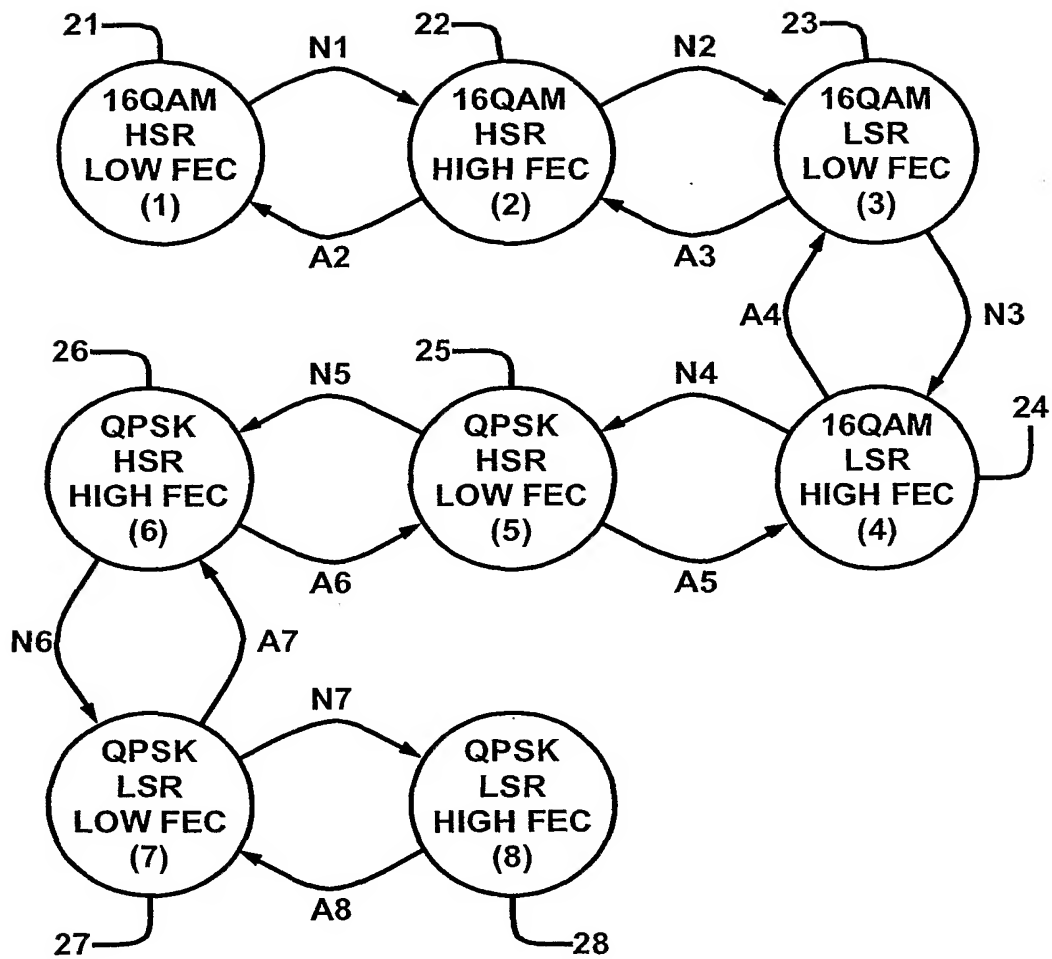 21
22
23
N1
N2
16QAM
HSR
LOW FEC
(1)
16QAM
HSR
HIGH FEC
(2)
16QAM
LSR
LOW FEC
(3)
A2
A3
A4
N3
26
25
24
N5
N4
QPSK
HSR
HIGH FEC
(6)
QPSK
HSR
LOW FEC
(5)
16QAM
LSR
HIGH FEC
(4)
A6
A5
N6
A7
N7
QPSK
LSR
LOW FEC
(7)
QPSK
LSR
HIGH FEC
(8)
A8
27
28